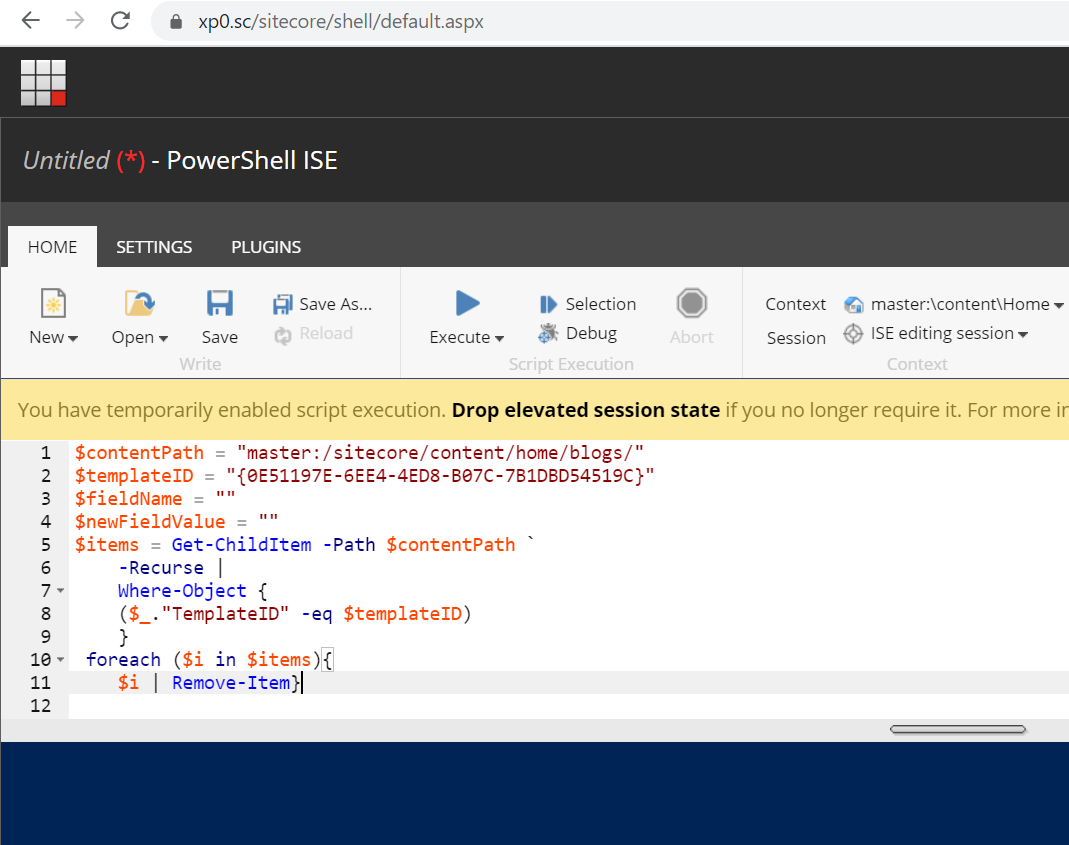 xp0.sc/sitecore/shell/default.aspx
Untitled (*) - PowerShell ISE
HOME SETTINGS PLUGINS
New Open Save Save As... Reload
Write
Execute Selection Debug Abort
Script Execution
Context master:\content\Home
Session ISE editing session
Context
You have temporarily enabled script execution. Drop elevated session state if you no longer require it. For more
1 $contentPath = "master:/sitecore/content/home/blogs/"
2 $templateID = "{0E51197E-6EE4-4ED8-B07C-7B1DBD54519C}"
3 $fieldName = ""
4 $newFieldValue = ""
5 $items = Get-ChildItem -Path $contentPath `
6 -Recurse |
7 Where-Object {
8 ($_."TemplateID" -eq $templateID)
9 }
10 foreach ($i in $items){
11 $i | Remove-Item}
12